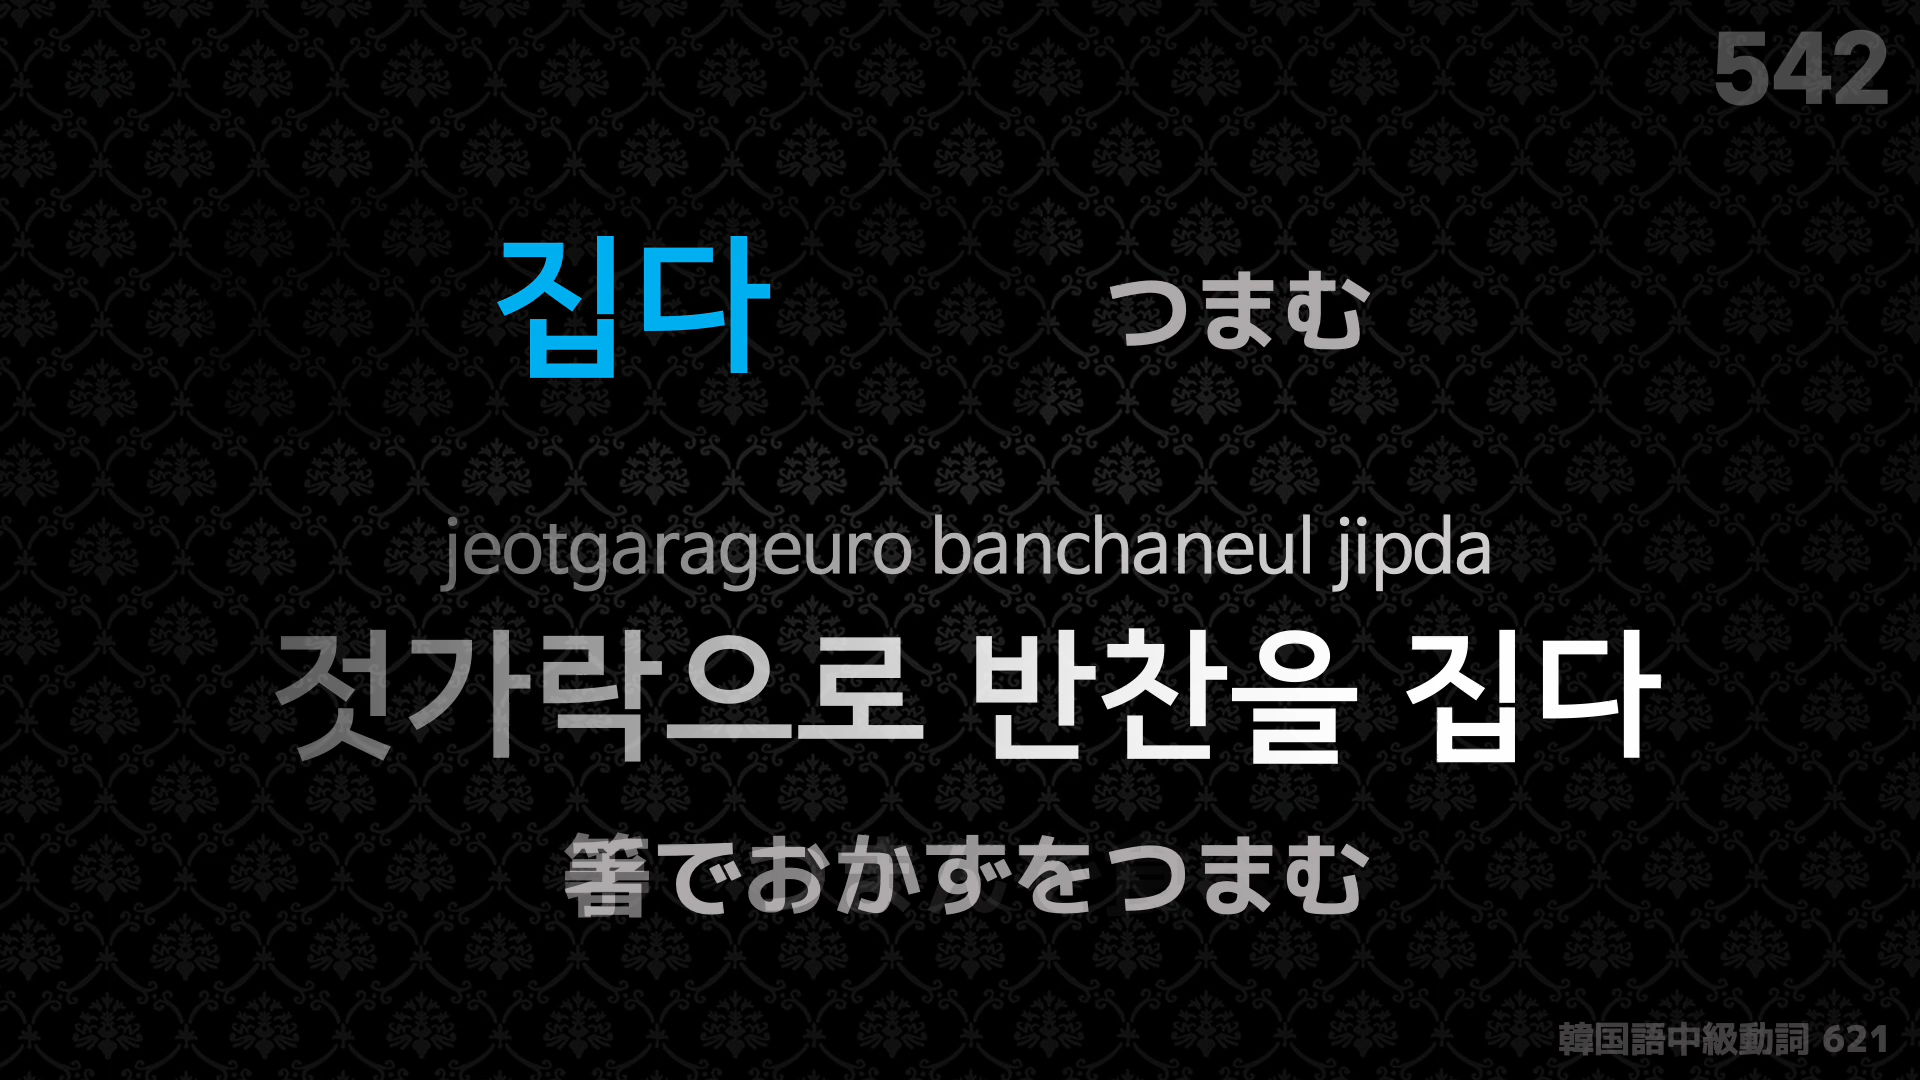 542
집다 つまむ
jeotgarageuro banchaneul jipda
젓가락으로 반찬을 집다
箸でおかずをつまむ
韓国語中級動詞 621